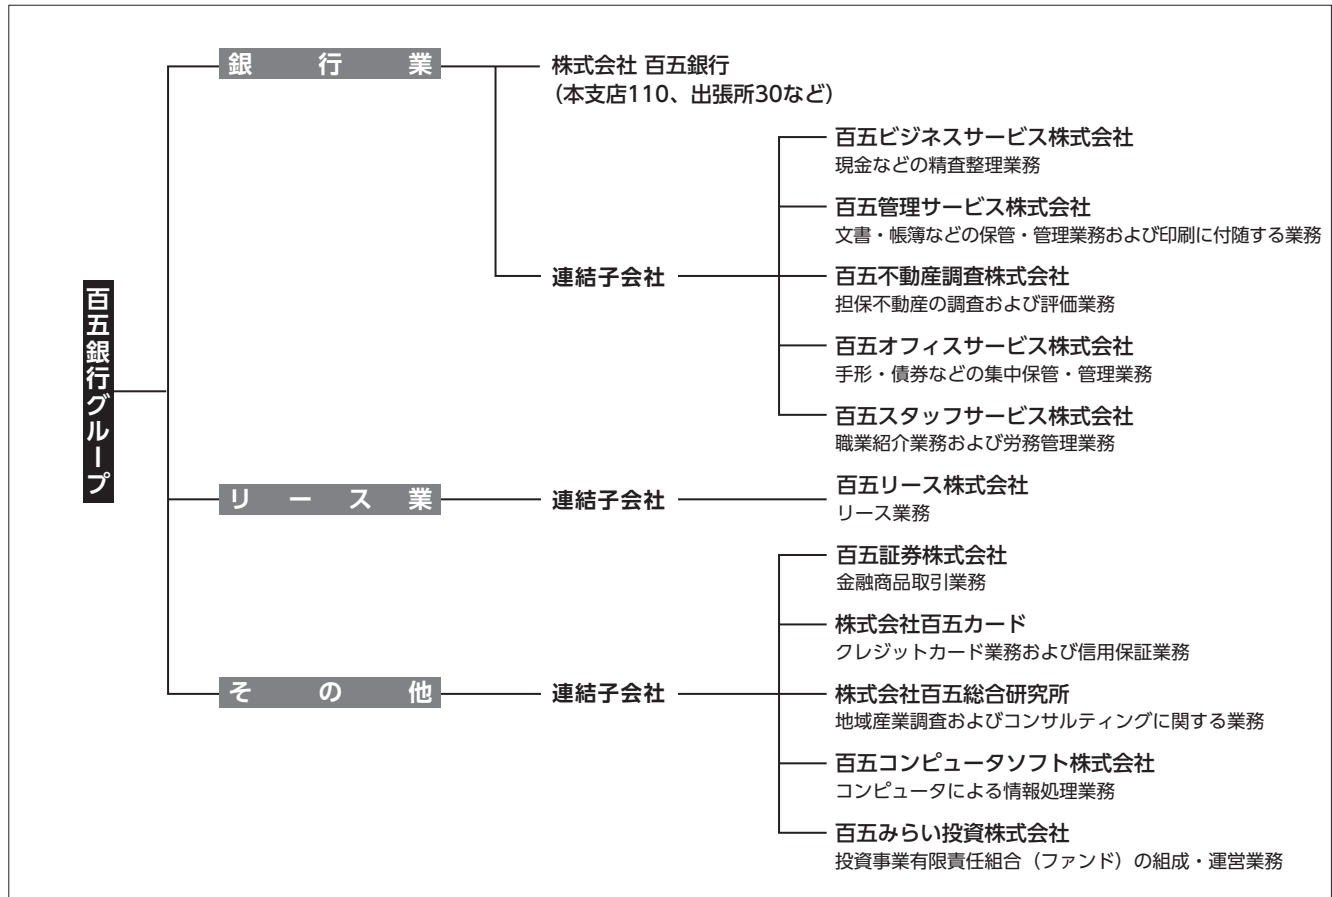 百五銀行グループ
銀行業
株式会社 百五銀行
（本支店110、出張所30など）
連結子会社
百五ビジネスサービス株式会社
現金などの精査整理業務
百五管理サービス株式会社
文書・帳簿などの保管・管理業務および印刷に付随する業務
百五不動産調査株式会社
担保不動産の調査および評価業務
百五オフィスサービス株式会社
手形・債券などの集中保管・管理業務
百五スタッフサービス株式会社
職業紹介業務および労務管理業務
リース業
連結子会社
百五リース株式会社
リース業務
その他
連結子会社
百五証券株式会社
金融商品取引業務
株式会社百五カード
クレジットカード業務および信用保証業務
株式会社百五総合研究所
地域産業調査およびコンサルティングに関する業務
百五コンピュータソフト株式会社
コンピュータによる情報処理業務
百五みらい投資株式会社
投資事業有限責任組合（ファンド）の組成・運営業務